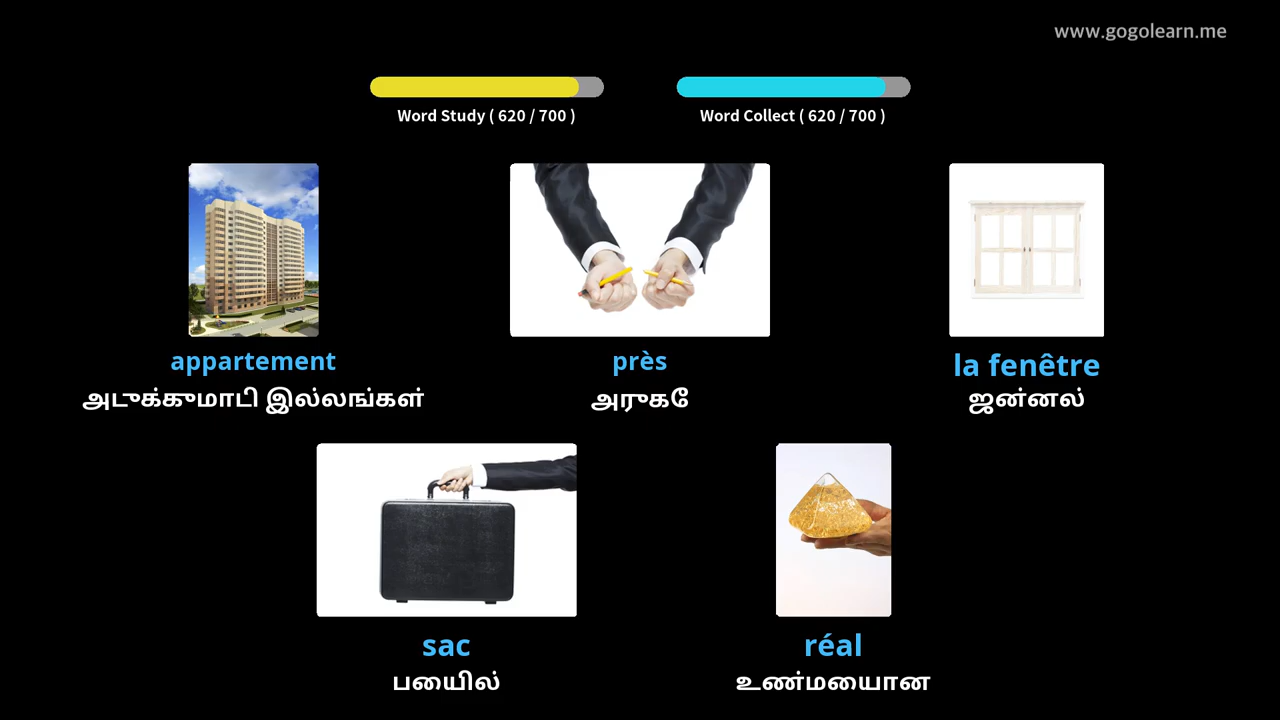 www.gogolearn.me
Word Study ( 620 / 700 )
Word Collect ( 620 / 700 )
appartement
அடுக்குமாடி இல்லங்கள்
près
அருகே
la fenêtre
ஜன்னல்
sac
பையில்
réal
உண்மையான